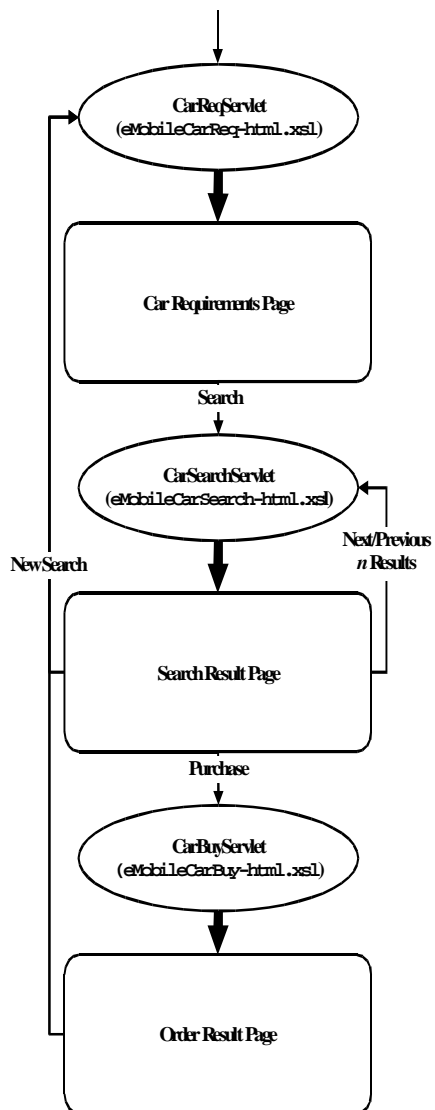 CarReqServlet
(eMobileCarReq-html.xsl)
Car Requirements Page
Search
CarSearchServlet
(eMobileCarSearch-html.xsl)
Next/Previous
n Results
New Search
Search Result Page
Purchase
CarBuyServlet
(eMobileCarBuy-html.xsl)
Order Result Page